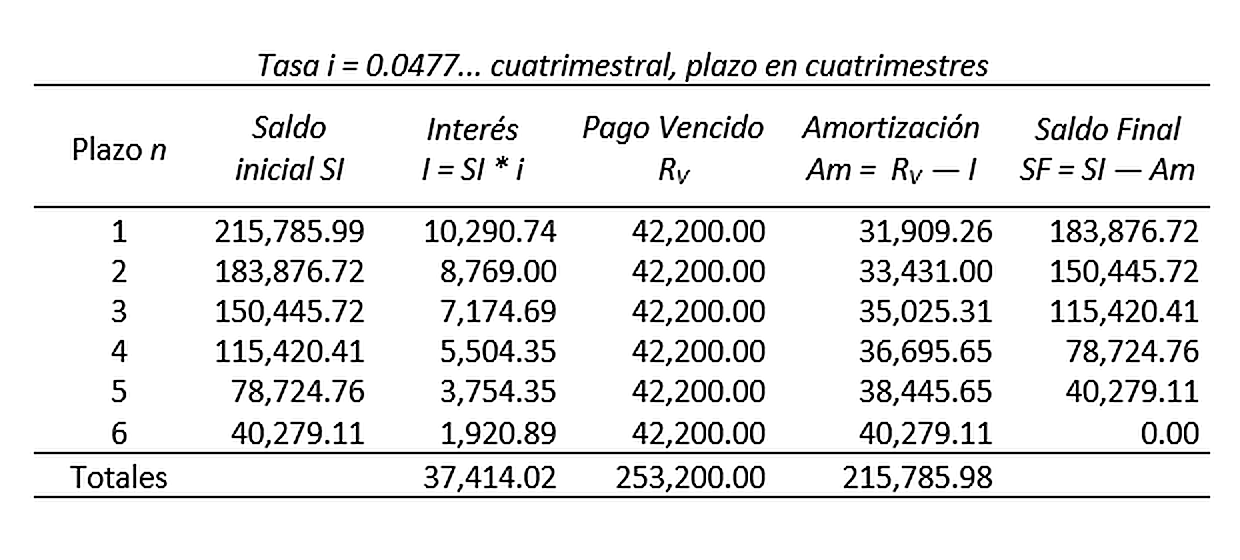 Tasa i = 0.0477... cuatrimestral, plazo en cuatrimestres
Plazo n Saldo inicial SI Interés I = SI * i Pago Vencido RV Amortización Am = RV — I Saldo Final SF = SI — Am
1 215,785.99 10,290.74 42,200.00 31,909.26 183,876.72
2 183,876.72 8,769.00 42,200.00 33,431.00 150,445.72
3 150,445.72 7,174.69 42,200.00 35,025.31 115,420.41
4 115,420.41 5,504.35 42,200.00 36,695.65 78,724.76
5 78,724.76 3,754.35 42,200.00 38,445.65 40,279.11
6 40,279.11 1,920.89 42,200.00 40,279.11 0.00
Totales 37,414.02 253,200.00 215,785.98